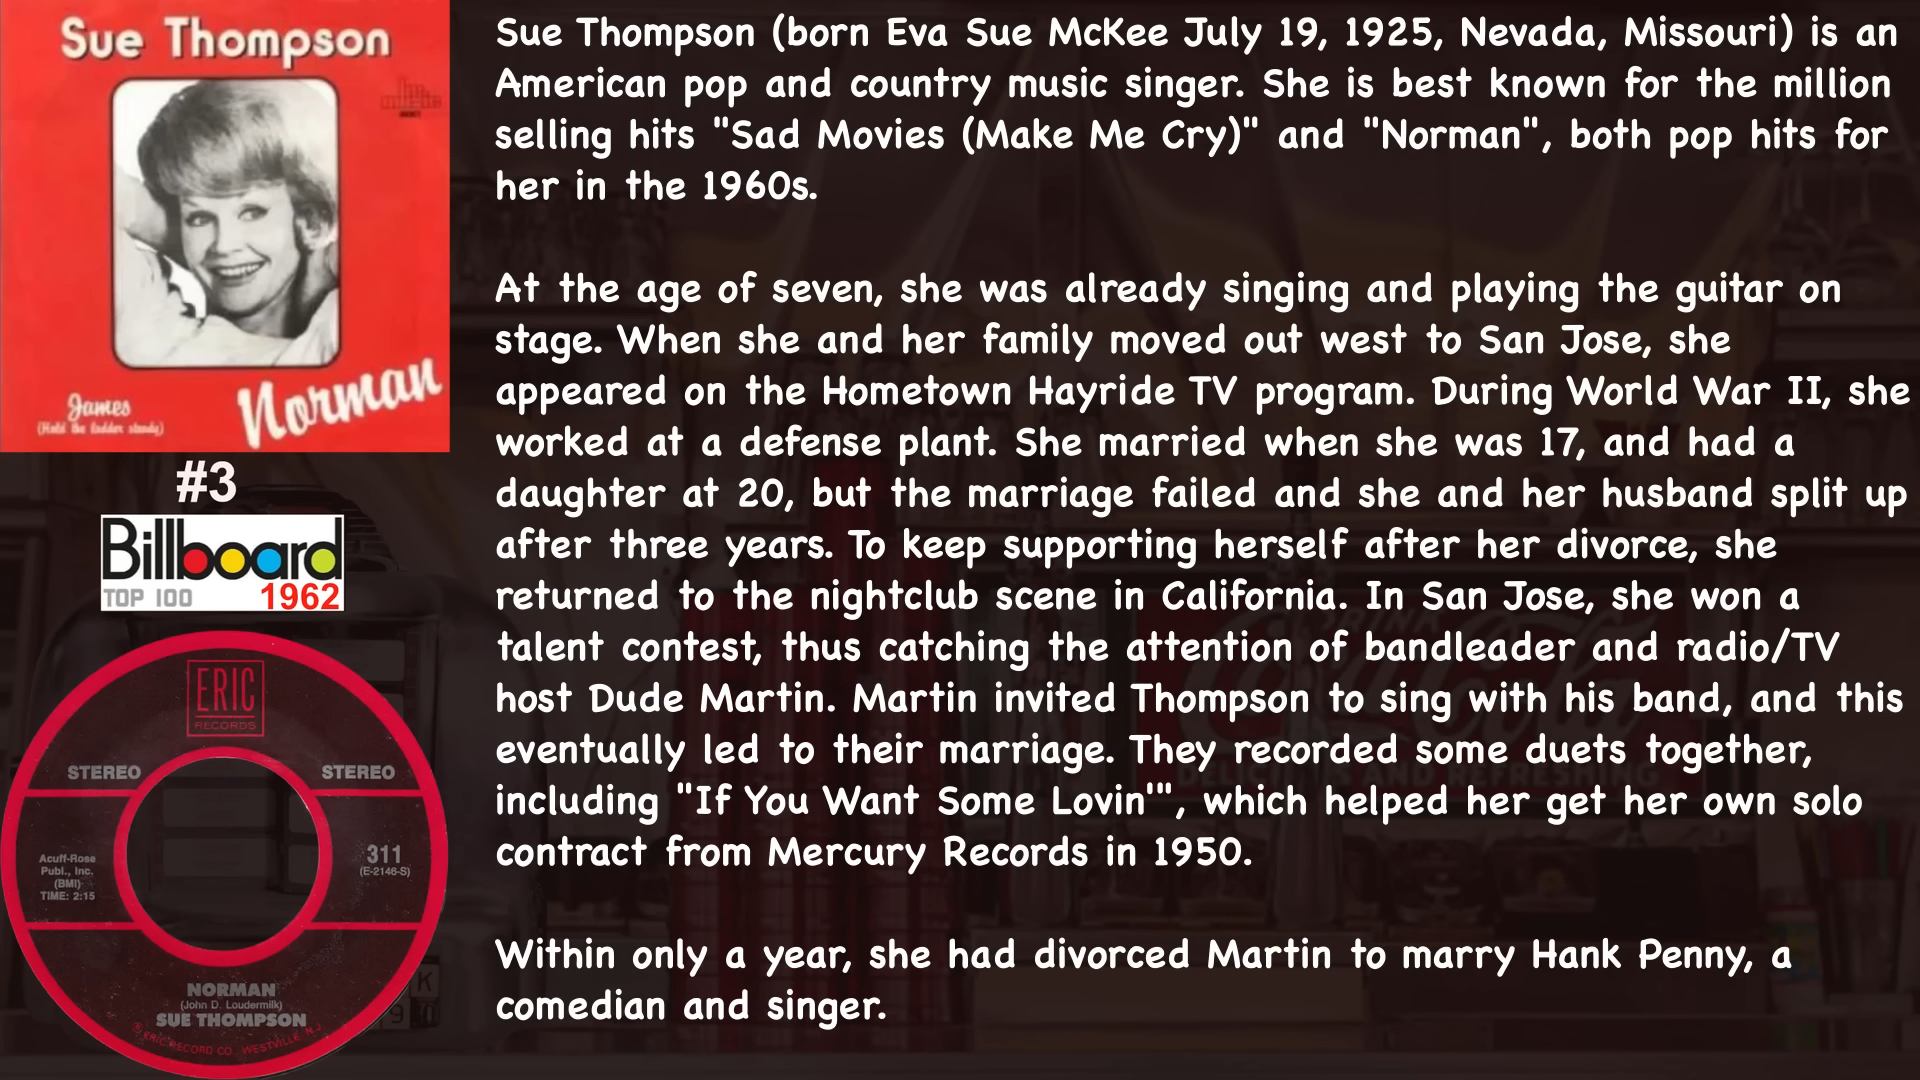 Sue Thompson
James
(Hold the ladder steady)
Norman
#3
Billboard
TOP 100
1962
ERIC
RECORDS
STEREO
STEREO
Acuff-Rose
Publ., Inc.
(BMI)
TIME: 2:15
311
(E-2146-S)
NORMAN
(John D. Loudermilk)
SUE THOMPSON
ERIC RECORD CO., WESTVILLE, N.J.
Sue Thompson (born Eva Sue McKee July 19, 1925, Nevada, Missouri) is an
American pop and country music singer. She is best known for the million
selling hits "Sad Movies (Make Me Cry)" and "Norman", both pop hits for
her in the 1960s.
At the age of seven, she was already singing and playing the guitar on
stage. When she and her family moved out west to San Jose, she
appeared on the Hometown Hayride TV program. During World War II, she
worked at a defense plant. She married when she was 17, and had a
daughter at 20, but the marriage failed and she and her husband split up
after three years. To keep supporting herself after her divorce, she
returned to the nightclub scene in California. In San Jose, she won a
talent contest, thus catching the attention of bandleader and radio/TV
host Dude Martin. Martin invited Thompson to sing with his band, and this
eventually led to their marriage. They recorded some duets together,
including "If You Want Some Lovin'", which helped her get her own solo
contract from Mercury Records in 1950.
Within only a year, she had divorced Martin to marry Hank Penny, a
comedian and singer.